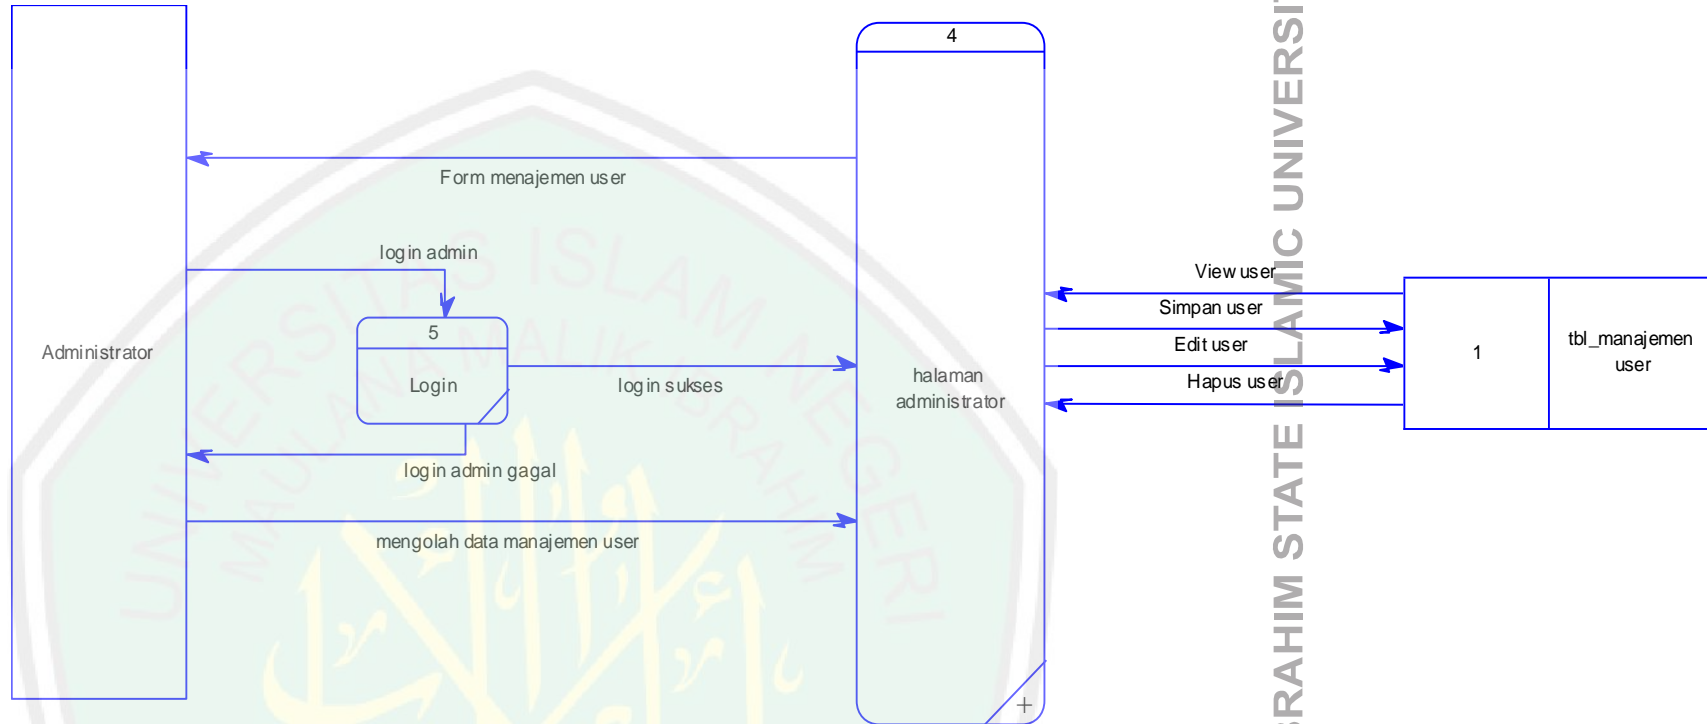 4
Form menajemen user
login admin
5
Login
Administrator
login sukses
login admin gagal
mengolah data manajemen user
halaman
administrator
View user
Simpan user
Edit user
Hapus user
1
tbl_manajemen
user
UNIVERSITAS ISLAM NEGERI
MAULANA MALIK IBRAHIM
BRAHIM STATE ISLAMIC UNIVERSIT
+